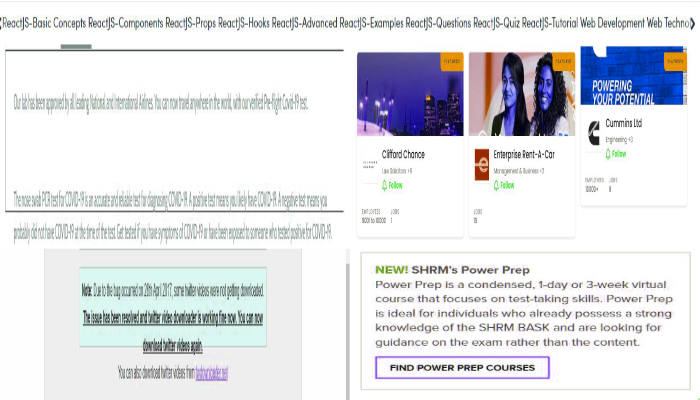 ReactJS-Basic Concepts ReactJS-Components ReactJS-Props ReactJS-Hooks ReactJS-Advanced ReactJS-Examples ReactJS-Questions ReactJS-Quiz ReactJS-Tutorial Web Development Web Techno
Our lab has been approved by all leading National and International Airlines. You can now travel anywhere in the world, with our verified Pre-Flight Covid-19 test.
The nose swab PCR test for COVID-19 is an accurate and reliable test for diagnosing COVID-19. A positive test means you likely have COVID-19. A negative test means you
probably did not have COVID-19 at the time of the test. Get tested if you have symptoms of COVID-19 or have been exposed to someone who tested positive for COVID-19.
FEATURED
Clifford Chance
Law Solicitors +9
Follow
EMPLOYEES JOBS
5001 to 10000 1
FEATURED
Enterprise Rent-A-Car
Management & Business +7
Follow
JOBS
15
FEATURED
POWERING
YOUR POTENTIAL
Cummins Ltd
Engineering +3
Follow
EMPLOYEES JOBS
10000+ 9
Note: Due to the bug occurred on 26th April 2017, some twitter videos were not getting downloaded.
The issue has been resolved and twitter video downloader is working fine now. You can now
download twitter videos again.
You can also download twitter videos from twdownloader.net
NEW! SHRM's Power Prep
Power Prep is a condensed, 1-day or 3-week virtual
course that focuses on test-taking skills. Power Prep
is ideal for individuals who already possess a strong
knowledge of the SHRM BASK and are looking for
guidance on the exam rather than the content.
FIND POWER PREP COURSES